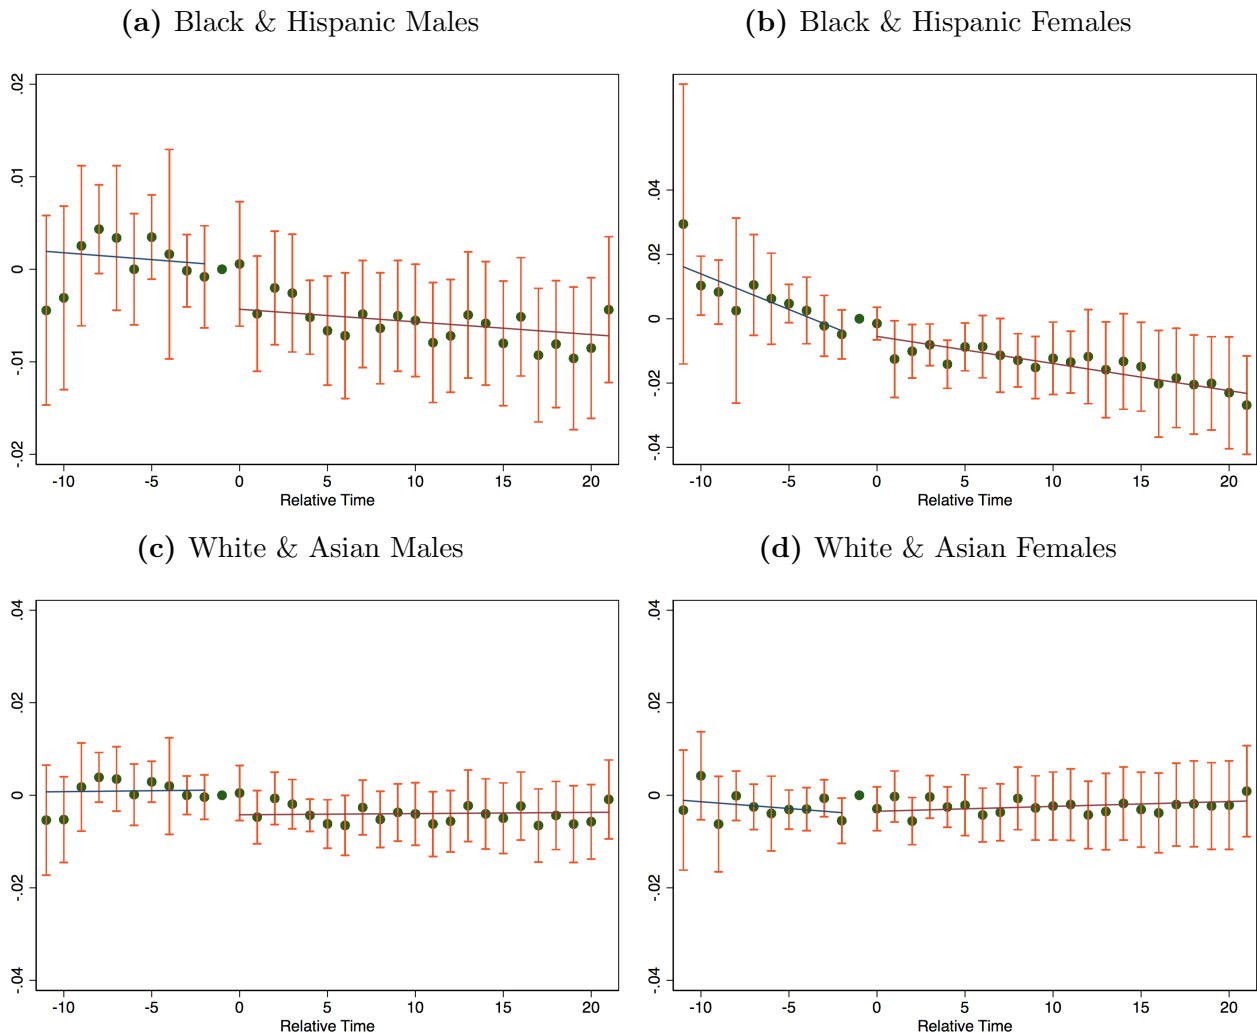 (a) Black & Hispanic Males
(b) Black & Hispanic Females
.02
.01
0
-.01
-.02
-10 -5 0 5 10 15 20
Relative Time
.04
.02
0
-.02
-.04
-10 -5 0 5 10 15 20
Relative Time
(c) White & Asian Males
(d) White & Asian Females
.04
.02
0
-.02
-.04
-10 -5 0 5 10 15 20
Relative Time
.04
.02
0
-.02
-.04
-10 -5 0 5 10 15 20
Relative Time